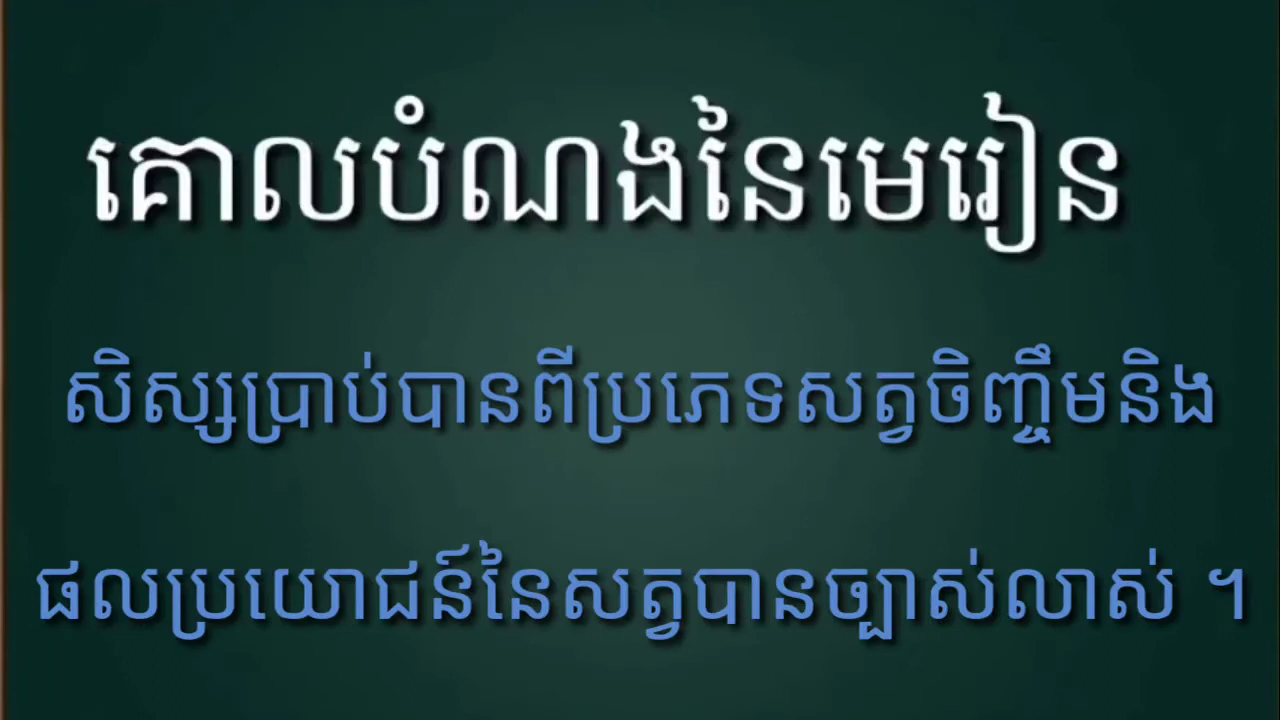 គោលបំណងនៃមេរៀន
សិស្សប្រាប់បានពីប្រភេទសត្វចិញ្ចឹមនិង
ផលប្រយោជន៍នៃសត្វបានច្បាស់លាស់ ។